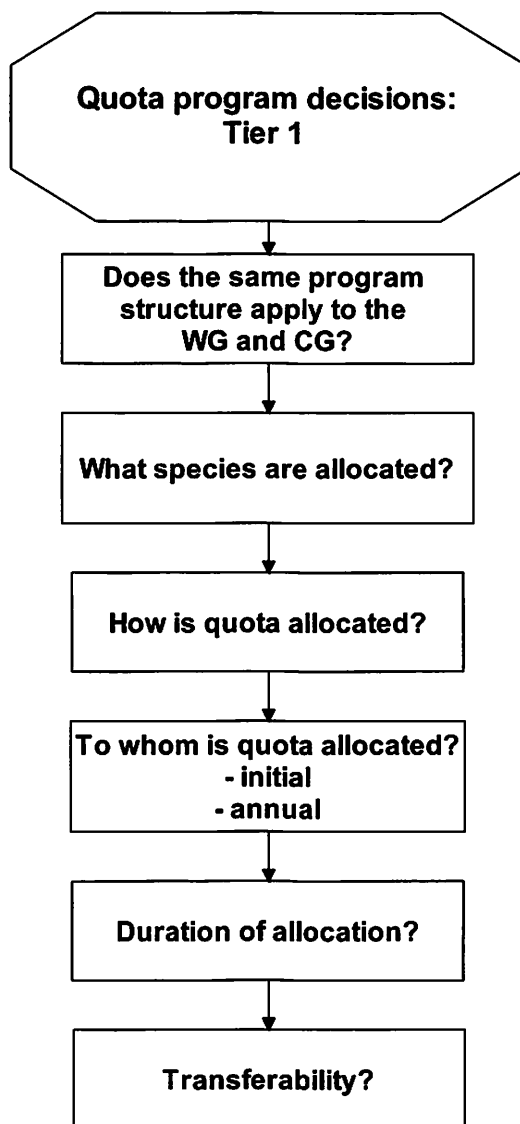 Quota program decisions:
Tier 1
Does the same program
structure apply to the
WG and CG?
What species are allocated?
How is quota allocated?
To whom is quota allocated?
- initial
- annual
Duration of allocation?
Transferability?